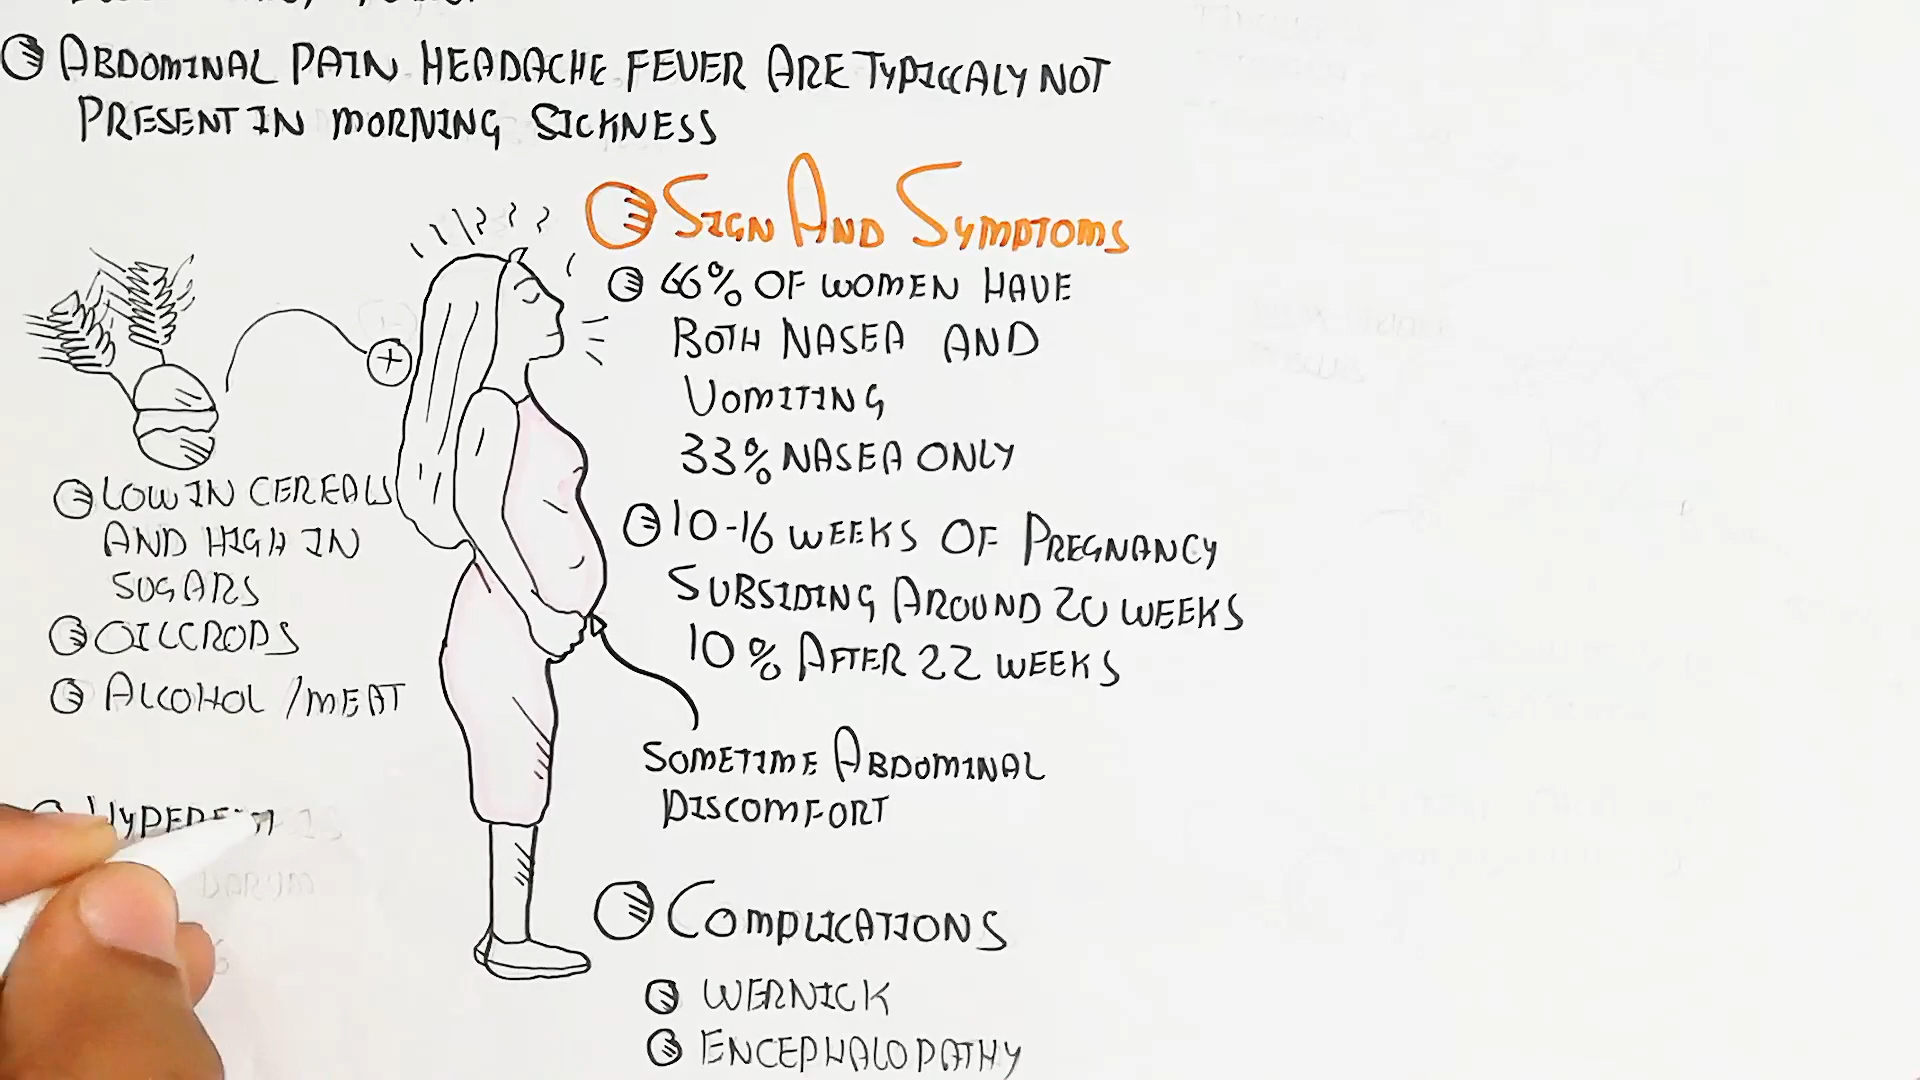 ABDOMINAL PAIN HEADACHE FEVER ARE TYPICCALY NOT
PRESENT IN MORNING SICKNESS
SIGN AND SYMPTOMS
66% OF WOMEN HAVE
BOTH NASEA AND
VOMITING
33% NASEA ONLY
10-16 WEEKS OF PREGNANCY
SUBSIDING AROUND 20 WEEKS
10% AFTER 22 WEEKS
SOMETIME ABDOMINAL
DISCOMFORT
LOW IN CEREALS
AND HIGH IN
SUGARS
OILCROPS
ALCOHOL / MEAT
COMPLICATIONS
WERNICK
ENCEPHALOPATHY